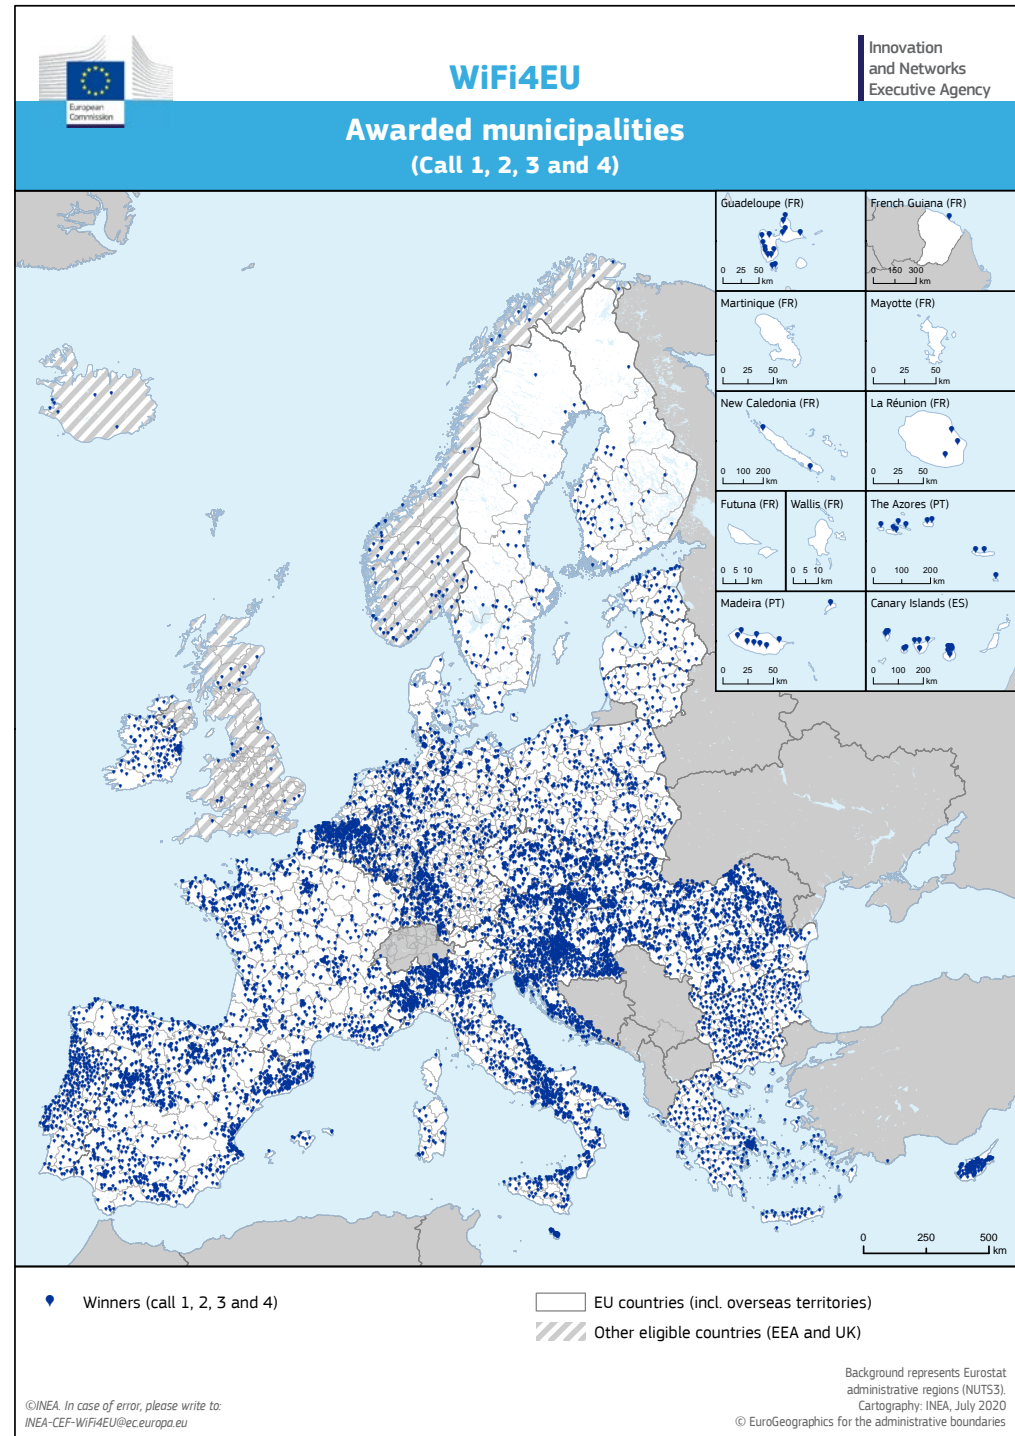 European
Commission
WiFi4EU
Innovation
and Networks
Executive Agency
Awarded municipalities
(Call 1, 2, 3 and 4)
Guadeloupe (FR)
0 25 50
km
French Guiana (FR)
0 150 300
km
Martinique (FR)
0 25 50
km
Mayotte (FR)
0 25 50
km
New Caledonia (FR)
0 100 200
km
La Réunion (FR)
0 25 50
km
Futuna (FR)
0 5 10
km
Wallis (FR)
0 5 10
km
The Azores (PT)
0 100 200
km
Madeira (PT)
0 25 50
km
Canary Islands (ES)
0 100 200
km
0 250 500
km
Winners (call 1, 2, 3 and 4)
EU countries (incl. overseas territories)
Other eligible countries (EEA and UK)
Background represents Eurostat
administrative regions (NUTS3).
Cartography: INEA, July 2020
© EuroGeographics for the administrative boundaries
©INEA. In case of error, please write to:
INEA-CEF-WiFi4EU@ec.europa.eu